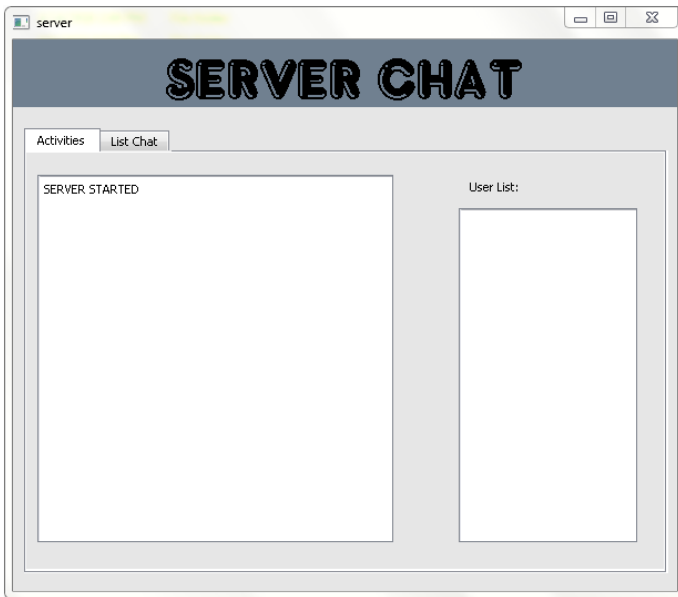 server
SERVER CHAT
Activities
List Chat
SERVER STARTED
User List: